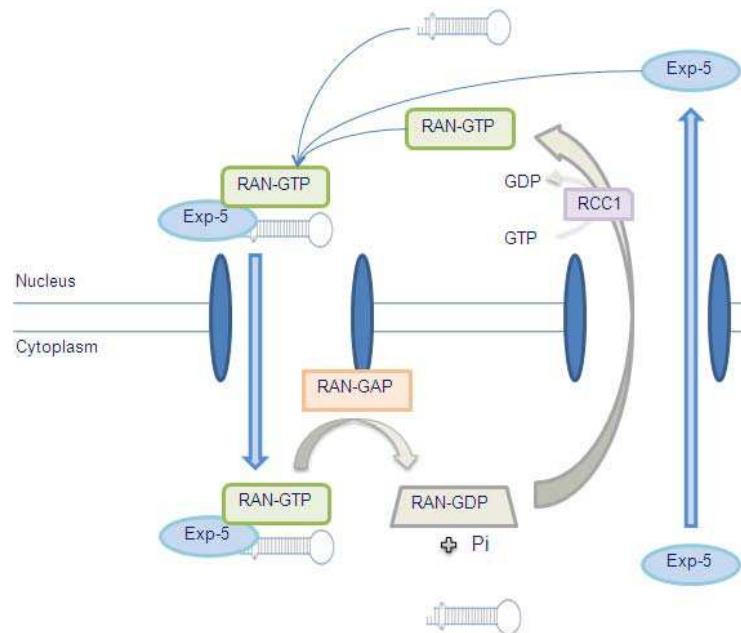 Exp-5
RAN-GTP
RAN-GTP
GDP
RCC1
Exp-5
GTP
Nucleus
Cytoplasm
RAN-GAP
RAN-GTP
RAN-GDP
Exp-5
Pi
Exp-5